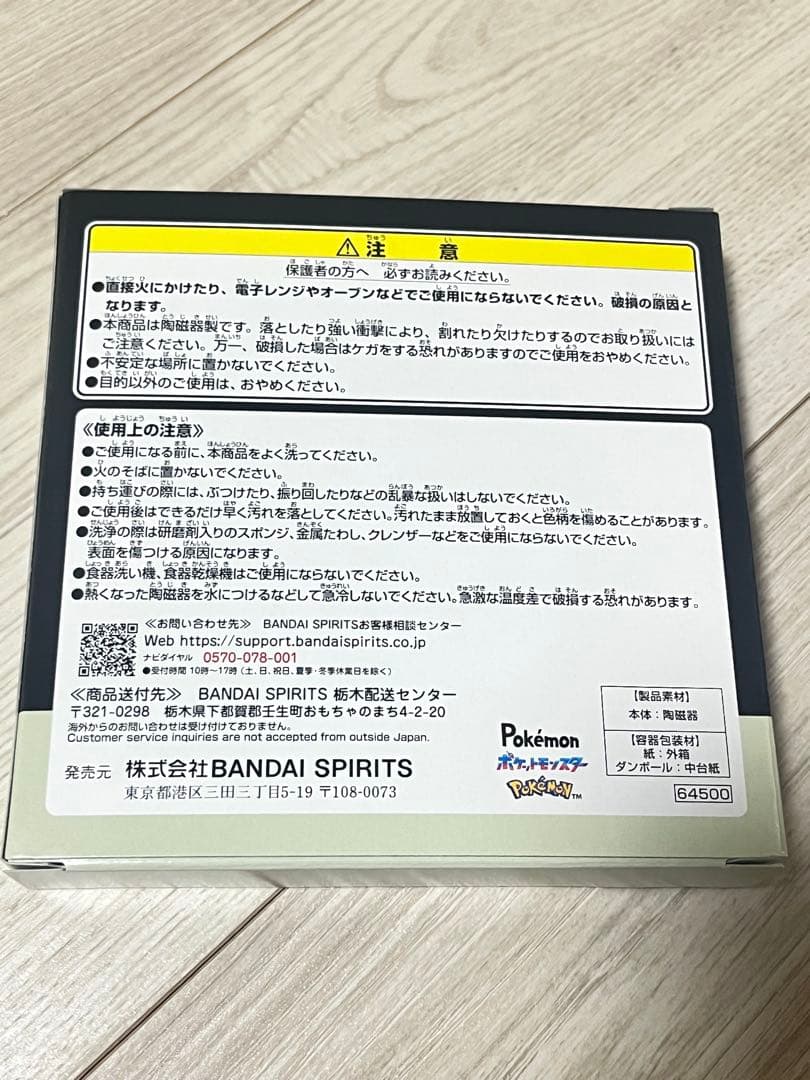 ⚠注 意
保護者の方へ 必ずお読みください。
●直接火にかけたり、電子レンジやオーブンなどでご使用にならないでください。破損の原因と
なります。
●本商品は陶磁器製です。落としたり強い衝撃により、割れたり欠けたりするのでお取り扱いには
ご注意ください。万一、破損した場合はケガをする恐れがありますのでご使用をおやめください。
●不安定な場所に置かないでください。
●目的以外のご使用は、おやめください。
≪使用上の注意≫
●ご使用になる前に、本商品をよく洗ってください。
●火のそばに置かないでください。
●持ち運びの際には、ぶつけたり、振り回したりなどの乱暴な扱いはしないでください。
●ご使用後はできるだけ早く汚れを落としてください。汚れたまま放置しておくと色柄を傷めることがあります。
●洗浄の際は研磨剤入りのスポンジ、金属たわし、クレンザーなどをご使用にならないでください。
表面を傷つける原因になります。
●食器洗い機、食器乾燥機はご使用にならないでください。
●熱くなった陶磁器を水につけるなどして急冷しないでください。急激な温度差で破損する恐れがあります。
≪お問い合わせ先≫ BANDAI SPIRITSお客様相談センター
Web https://support.bandaispirits.co.jp
ナビダイヤル 0570-078-001
●受付時間 10時〜17時 (土、日、祝日、夏季・冬季休業日を除く)
≪商品送付先≫ BANDAI SPIRITS 栃木配送センター
〒321-0298 栃木県下都賀郡壬生町おもちゃのまち4-2-20
海外からのお問い合わせは受け付けておりません。
Customer service inquiries are not accepted from outside Japan.
発売元 株式会社BANDAI SPIRITS
東京都港区三田三丁目5-19 〒108-0073
Pokémon
ポケットモンスター
POKéMON™
【製品素材】
本体:陶磁器
【容器包装材】
紙:外箱
ダンボール:中台紙
64500